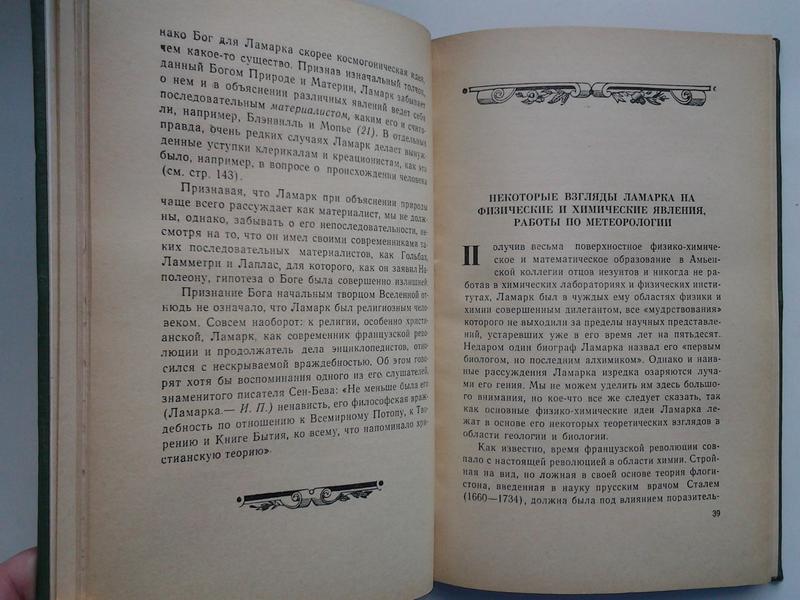 нако Бог для Ламарка скорее космогоническая идея,
чем какое-то существо. Признав изначальный толчок,
данный Богом Природе и Материи, Ламарк забывает
о нем и в объяснении различных явлений ведет себя
последовательным материалистом, каким его и счита-
ли, например, Блэнвилль и Мопье (21). В отдельных,
правда, очень редких случаях Ламарк делает вынуж-
денные уступки клерикалам и креационистам, как это
было, например, в вопросе о происхождении человека
(см. стр. 143).
Признавая, что Ламарк при объяснении природы
чаще всего рассуждает как материалист, мы не долж-
ны, однако, забывать о его непоследовательности, не-
смотря на то, что он имел своими современниками та-
ких последовательных материалистов, как Гольбах,
Ламметри и Лаплас, для которого, как он заявил На-
полеону, гипотеза о Боге была совершенно излишней.
Признание Бога начальным творцом Вселенной от-
нюдь не означало, что Ламарк был религиозным чело-
веком. Совсем наоборот: к религии, особенно христи-
анской, Ламарк, как современник французской рево-
люции и продолжатель дела энциклопедистов, отно-
сился с нескрываемой враждебностью. Об этом гово-
рят хотя бы воспоминания одного из его слушателей,
знаменитого писателя Сен-Бева: «Не меньше была его
(Ламарка.— И. П.) ненависть, его философская враж-
дебность по отношению к Всемирному Потопу, к Тво-
рению и Книге Бытия, ко всему, что напоминало хри-
стианскую теорию».
НЕКОТОРЫЕ ВЗГЛЯДЫ ЛАМАРКА НА
ФИЗИЧЕСКИЕ И ХИМИЧЕСКИЕ ЯВЛЕНИЯ,
РАБОТЫ ПО МЕТЕОРОЛОГИИ
Получив весьма поверхностное физико-химиче-
ское и математическое образование в Амьен-
ской коллегии отцов иезуитов и никогда не ра-
ботав в химических лабораториях и физических инсти-
тутах, Ламарк был в чуждых ему областях физики и
химии совершенным дилетантом, все «мудрствования»
которого не выходили за пределы научных представле-
ний, устаревших уже в его время лет на пятьдесят.
Недаром один биограф Ламарка назвал его «первым
биологом, но последним алхимиком». Однако и наив-
ные рассуждения Ламарка изредка озаряются луча-
ми его гения. Мы не можем уделить им здесь большо-
го внимания, но кое-что все же следует сказать, так
как основные физико-химические идеи Ламарка ле-
жат в основе его некоторых теоретических взглядов в
области геологии и биологии.
Как известно, время французской революции сов-
пало с настоящей революцией в области химии. Строй-
ная на вид, но ложная в своей основе теория флоги-
стона, введенная в науку прусским врачом Сталем
(1660—1734), должна была под влиянием поразитель-
39